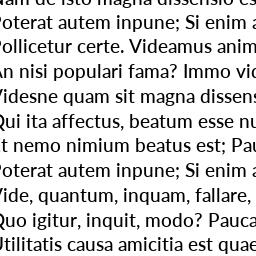 Nam de isto magna dissensio es
Poterat autem inpune; Si enim a
Pollicetur certe. Videamus anim
An nisi populari fama? Immo vid
Videsne quam sit magna dissens
Qui ita affectus, beatum esse nu
Et nemo nimium beatus est; Pau
Poterat autem inpune; Si enim a
Vide, quantum, inquam, fallare,
Quo igitur, inquit, modo? Pauca
Utilitatis causa amicitia est quae